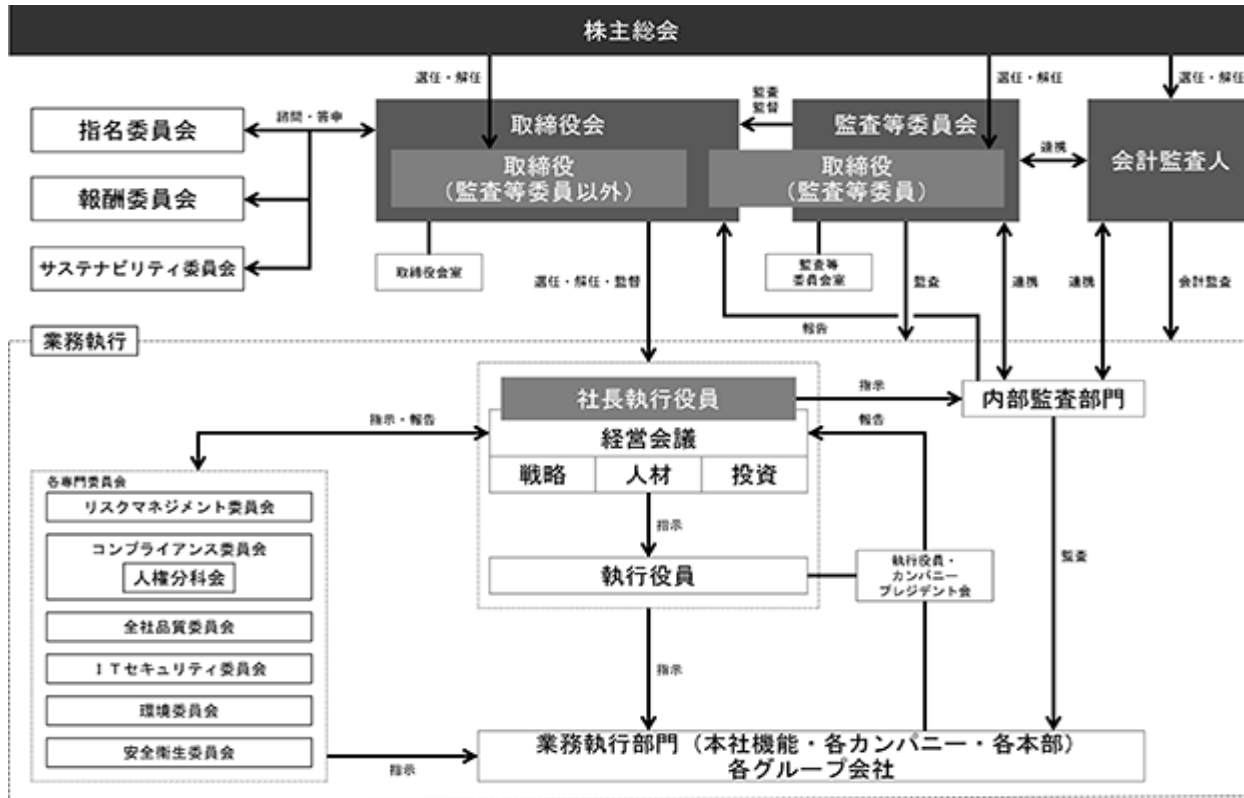 株主総会
選任・解任
選任・解任
選任・解任
指名委員会
報酬委員会
サステナビリティ委員会
諮問・答申
取締役会
取締役
（監査等委員以外）
監査
監督
監査等委員会
取締役
（監査等委員）
連携
会計監査人
取締役会室
選任・解任・監督
監査等
委員会室
監査
連携
連携
会計監査
報告
業務執行
社長執行役員
経営会議
戦略
人材
投資
指示
内部監査部門
指示・報告
報告
各専門委員会
リスクマネジメント委員会
コンプライアンス委員会
人権分科会
全社品質委員会
ＩＴセキュリティ委員会
環境委員会
安全衛生委員会
指示
執行役員
執行役員・
カンパニー
プレジデント会
監査
指示
指示
業務執行部門（本社機能・各カンパニー・各本部）
各グループ会社